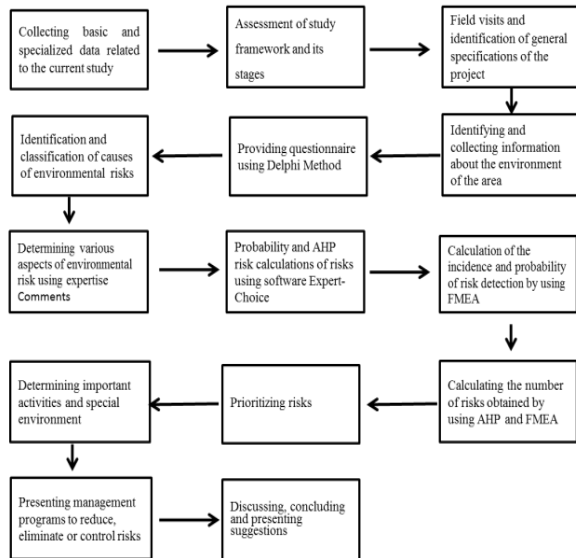 Collecting basic and
specialized data related
to the current study
Assessment of study
framework and its
stages
Field visits and
identification of general
specifications of the
project
Identifying and
collecting information
about the environment
of the area
Providing questionnaire
using Delphi Method
Identification and
classification of causes
of environmental risks
Determining various
aspects of environmental
risk using expertise
Comments
Probability and AHP
risk calculations of risks
using software Expert-
Choice
Calculation of the
incidence and probability
of risk detection by using
FMEA
Calculating the number
of risks obtained by
using AHP and FMEA
Prioritizing risks
Determining important
activities and special
environment
Presenting management
programs to reduce,
eliminate or control risks
Discussing, concluding
and presenting
suggestions